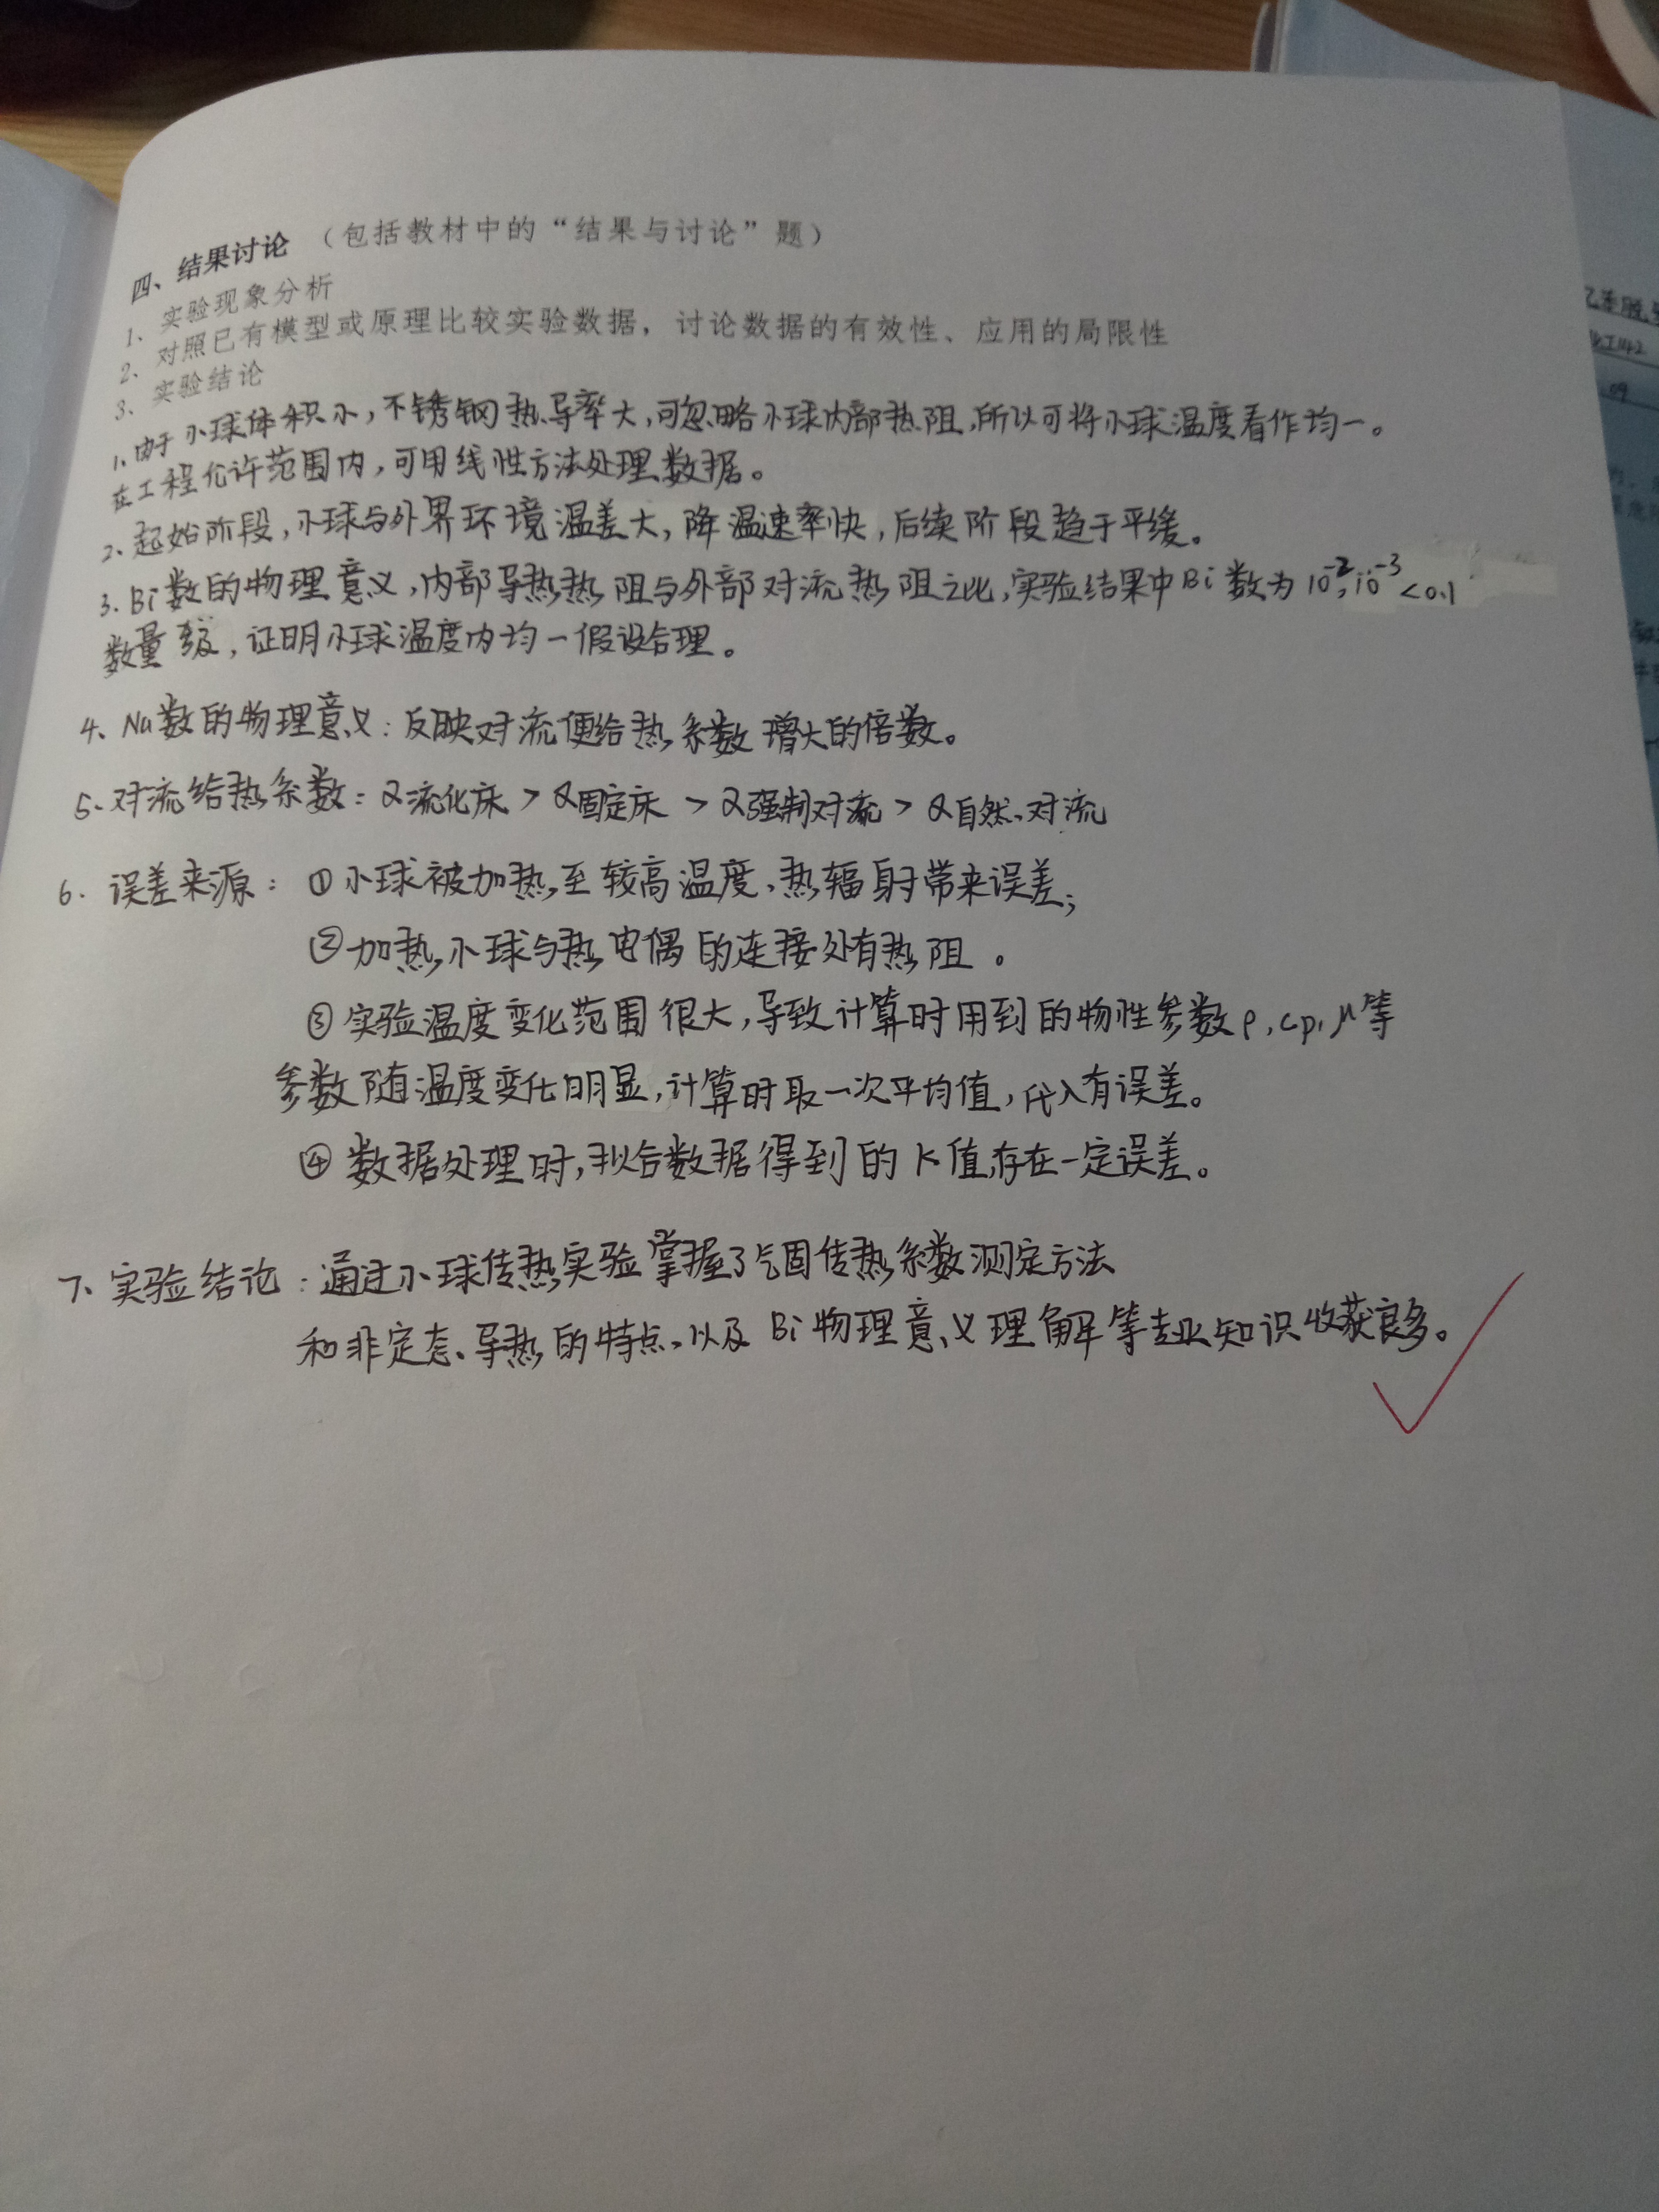 四、结果讨论 （包括教材中的“结果与讨论”题）
1、实验现象分析
2、对照已有模型或原理比较实验数据，讨论数据的有效性、应用的局限性
3、实验结论
1、由于小球体积小，不锈钢热导率大，可忽略小球内部热阻，所以可将小球温度看作均一。
在工程允许范围内，可用线性方法处理数据。
2、起始阶段，小球与外界环境温差大，降温速率快，后续阶段趋于平缓。
3、Bi数的物理意义，内部导热热阻与外部对流热阻之比，实验结果中Bi数为10⁻²,10⁻³<0.1
数量级，证明小球温度内均一假设合理。
4、Nu数的物理意义：反映对流使给热系数增大的倍数。
5、对流给热系数：α流化床>α固定床>α强制对流>α自然对流
6、误差来源：①小球被加热至较高温度，热辐射带来误差；
②加热小球与热电偶的连接处有热阻。
③实验温度变化范围很大，导致计算时用到的物性参数ρ,cp,μ等
参数随温度变化明显，计算时取一次平均值，代入有误差。
④数据处理时，拟合数据得到的K值存在一定误差。
7、实验结论：通过小球传热实验掌握了气固传热系数测定方法
和非定态导热的特点，以及Bi物理意义理解等专业知识收获良多。